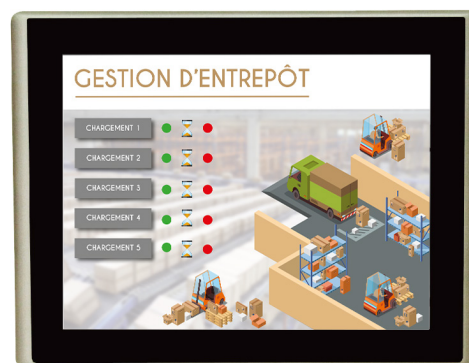 GESTION D'ENTREPÔT
CHARGEMENT 1
CHARGEMENT 2
CHARGEMENT 3
CHARGEMENT 4
CHARGEMENT 5